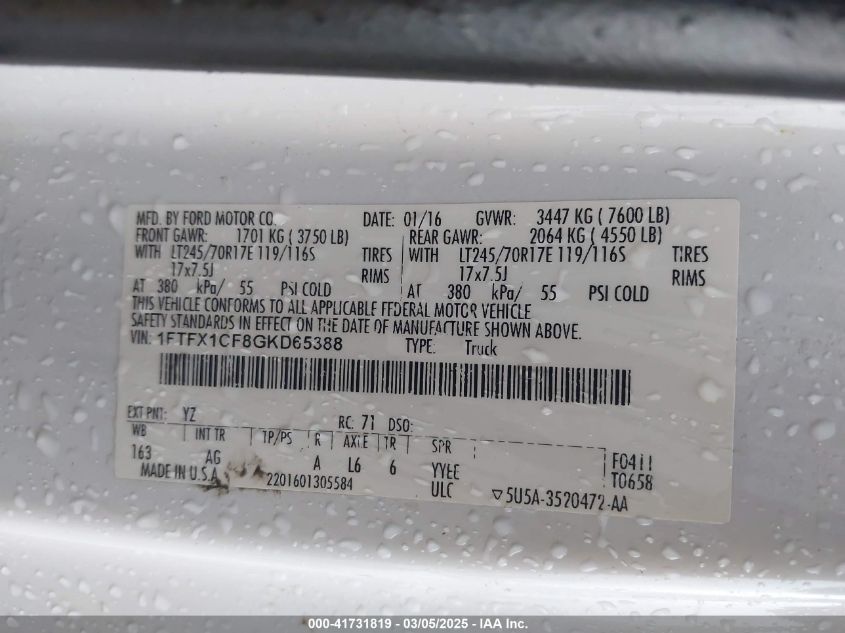 MFD. BY FORD MOTOR CO. DATE: 01/16 GVWR: 3447 KG ( 7600 LB)
FRONT GAWR: 1701 KG ( 3750 LB) REAR GAWR: 2064 KG ( 4550 LB)
WITH LT245/70R17E 119/116S TIRES WITH LT245/70R17E 119/116S TIRES
17x7.5J RIMS 17x7.5J RIMS
AT 380 kPa/ 55 PSI COLD AT 380 kPa/ 55 PSI COLD
THIS VEHICLE CONFORMS TO ALL APPLICABLE FEDERAL MOTOR VEHICLE
SAFETY STANDARDS IN EFFECT ON THE DATE OF MANUFACTURE SHOWN ABOVE.
VIN: 1FTFX1CF8GKD65388 TYPE: Truck
EXT PNT: YZ RC: 71 DSO:
WB INT TR TP/PS R AXLE TR SPR
163 AG A L6 6 YYLE F0411
MADE IN U.S.A. 2201601305584 ULC T0658
▽5U5A-3520472-AA
000-41731819 - 03/05/2025 - IAA Inc.